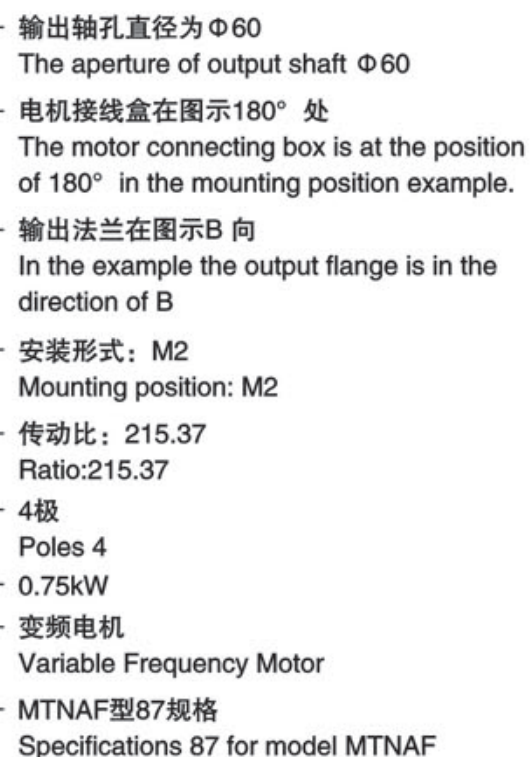 输出轴孔直径为Φ60
The aperture of output shaft Φ60
电机接线盒在图示180° 处
The motor connecting box is at the position
of 180° in the mounting position example.
输出法兰在图示B 向
In the example the output flange is in the
direction of B
安装形式：M2
Mounting position: M2
传动比：215.37
Ratio:215.37
4极
Poles 4
0.75kW
变频电机
Variable Frequency Motor
MTNAF型87规格
Specifications 87 for model MTNAF